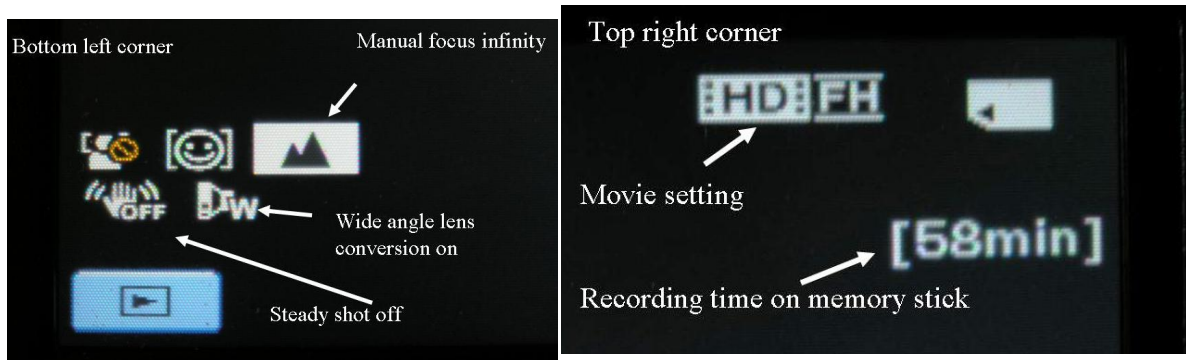 Bottom left corner
Manual focus infinity
OFF
W
Wide angle lens
conversion on
Steady shot off
Top right corner
HD FH
Movie setting
[58min]
Recording time on memory stick